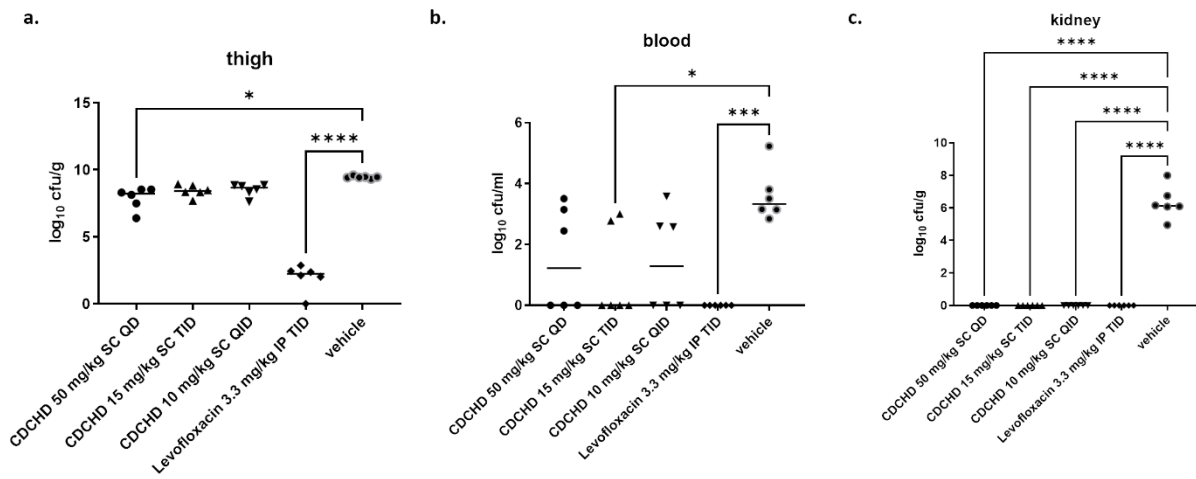 a.
thigh
*
****
15
10
5
0
log10 cfu/g
CDCHD 50 mg/kg SC QD
CDCHD 15 mg/kg SC TID
CDCHD 10 mg/kg SC QID
Levofloxacin 3.3 mg/kg IP TID
vehicle
b.
blood
*
***
6
4
2
0
log10 cfu/ml
CDCHD 50 mg/kg SC QD
CDCHD 15 mg/kg SC TID
CDCHD 10 mg/kg SC QID
Levofloxacin 3.3 mg/kg IP TID
vehicle
c.
kidney
****
****
****
****
10
8
6
4
2
0
log10 cfu/g
CDCHD 50 mg/kg SC QD
CDCHD 15 mg/kg SC TID
CDCHD 10 mg/kg SC QID
Levofloxacin 3.3 mg/kg IP TID
vehicle